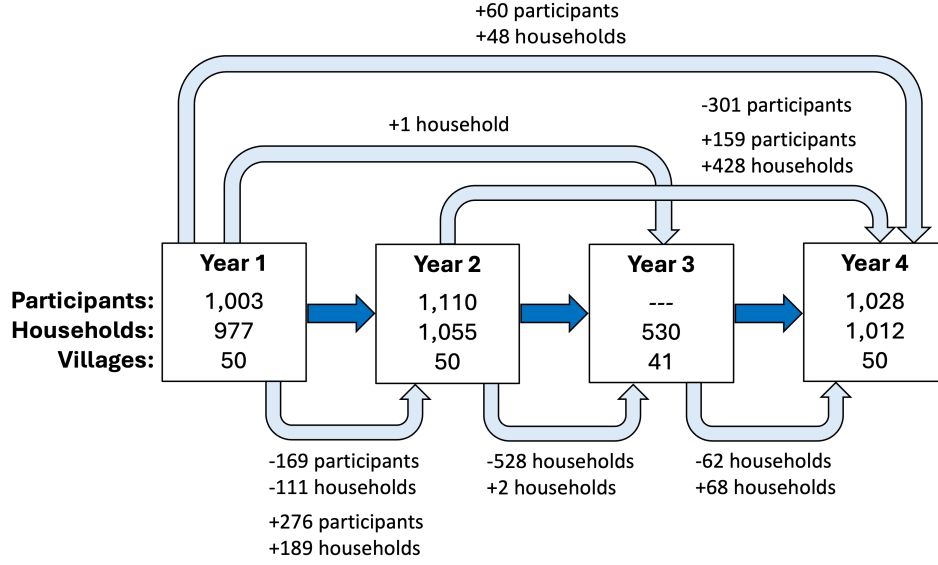 +60 participants
+48 households
-301 participants
+1 household
+159 participants
+428 households
Year 1
Year 2
Year 3
Year 4
Participants: 1,003 1,110 --- 1,028
Households: 977 1,055 530 1,012
Villages: 50 50 41 50
-169 participants
-111 households
+276 participants
+189 households
-528 households
+2 households
-62 households
+68 households